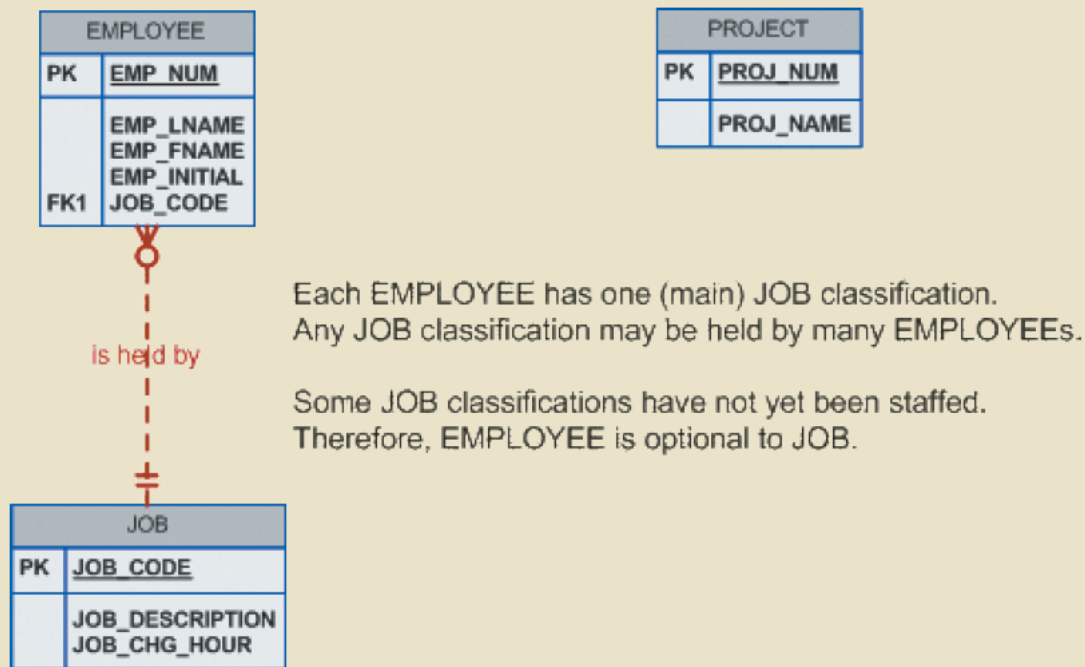 EMPLOYEE
PK EMP_NUM
EMP_LNAME
EMP_FNAME
EMP_INITIAL
FK1 JOB_CODE
PROJECT
PK PROJ_NUM
PROJ_NAME
is held by
Each EMPLOYEE has one (main) JOB classification.
Any JOB classification may be held by many EMPLOYEEs.
Some JOB classifications have not yet been staffed.
Therefore, EMPLOYEE is optional to JOB.
JOB
PK JOB_CODE
JOB_DESCRIPTION
JOB_CHG_HOUR